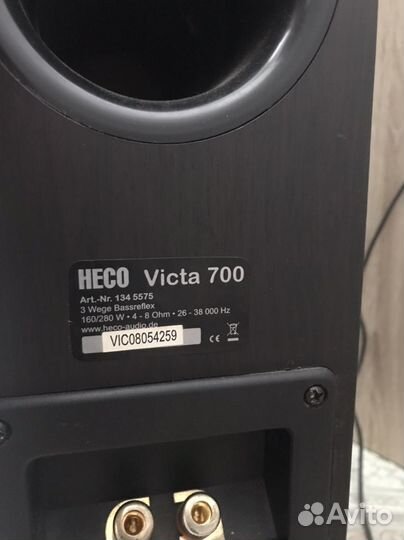 HECO Victa 700
Art.-Nr. 134 5575
3 Wege Bassreflex
160/280 W • 4 - 8 Ohm • 26 - 38 000 Hz
www.heco-audio.de
VIC08054259
CE
Avito